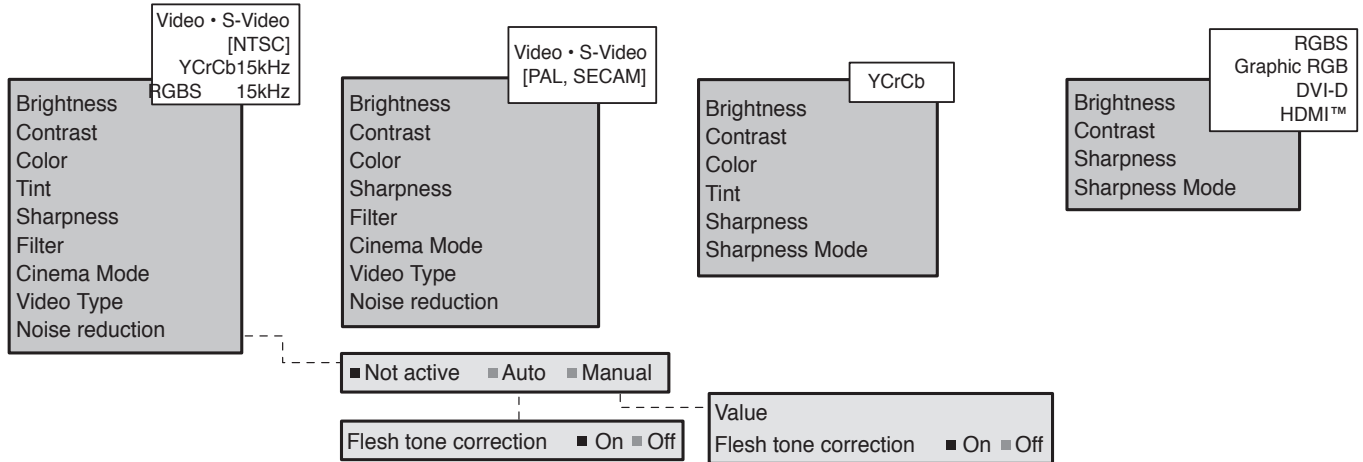 Video • S-Video
[NTSC]
YCrCb15kHz
RGBS 15kHz
Brightness
Contrast
Color
Tint
Sharpness
Filter
Cinema Mode
Video Type
Noise reduction
Video • S-Video
[PAL, SECAM]
Brightness
Contrast
Color
Sharpness
Filter
Cinema Mode
Video Type
Noise reduction
YCrCb
Brightness
Contrast
Color
Tint
Sharpness
Sharpness Mode
RGBS
Graphic RGB
DVI-D
HDMI™
Brightness
Contrast
Sharpness
Sharpness Mode
Not active Auto Manual
Flesh tone correction On Off
Value
Flesh tone correction On Off